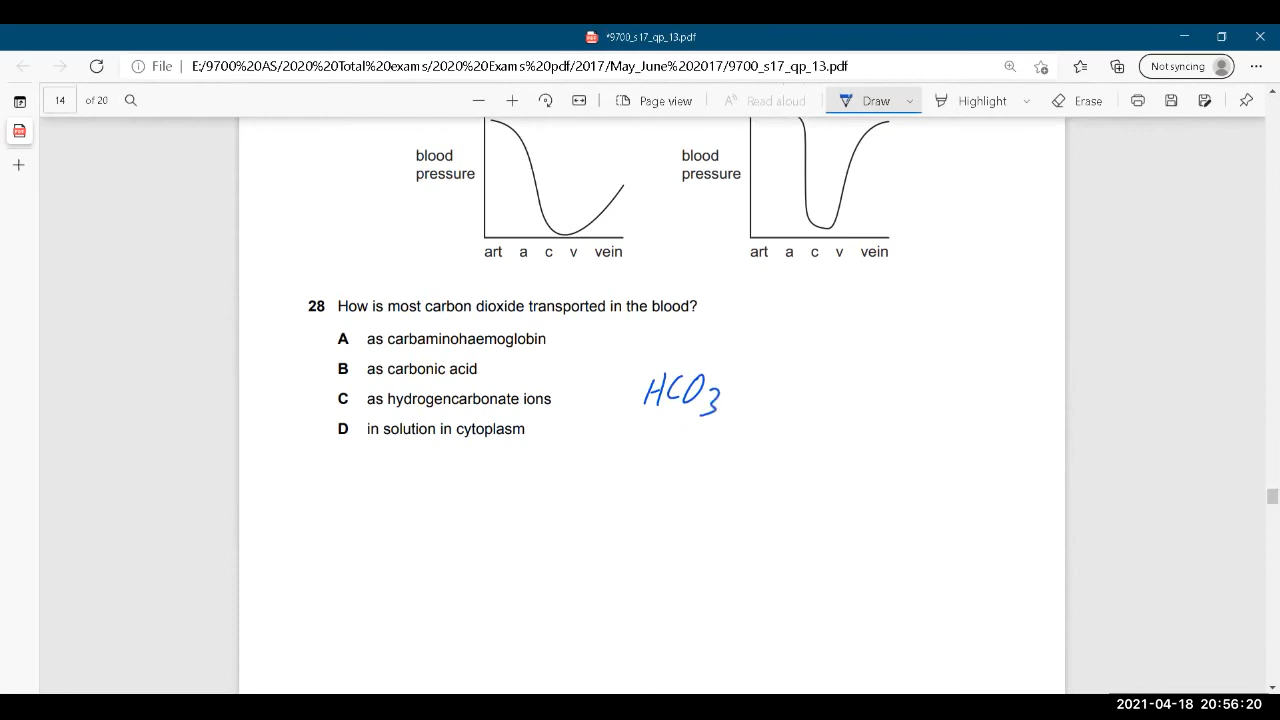 *9700_s17_qp_13.pdf
File
E:/9700%20AS/2020%20Total%20exams/2020%20Exams%20pdf/2017/May_June%202017/9700_s17_qp_13.pdf
Not syncing
14 of 20
Page view
Read aloud
Draw
Highlight
Erase
blood pressure
art a c v vein
blood pressure
art a c v vein
28 How is most carbon dioxide transported in the blood?
A as carbaminohaemoglobin
B as carbonic acid
C as hydrogencarbonate ions
D in solution in cytoplasm
HCO3
2021-04-18 20:56:20